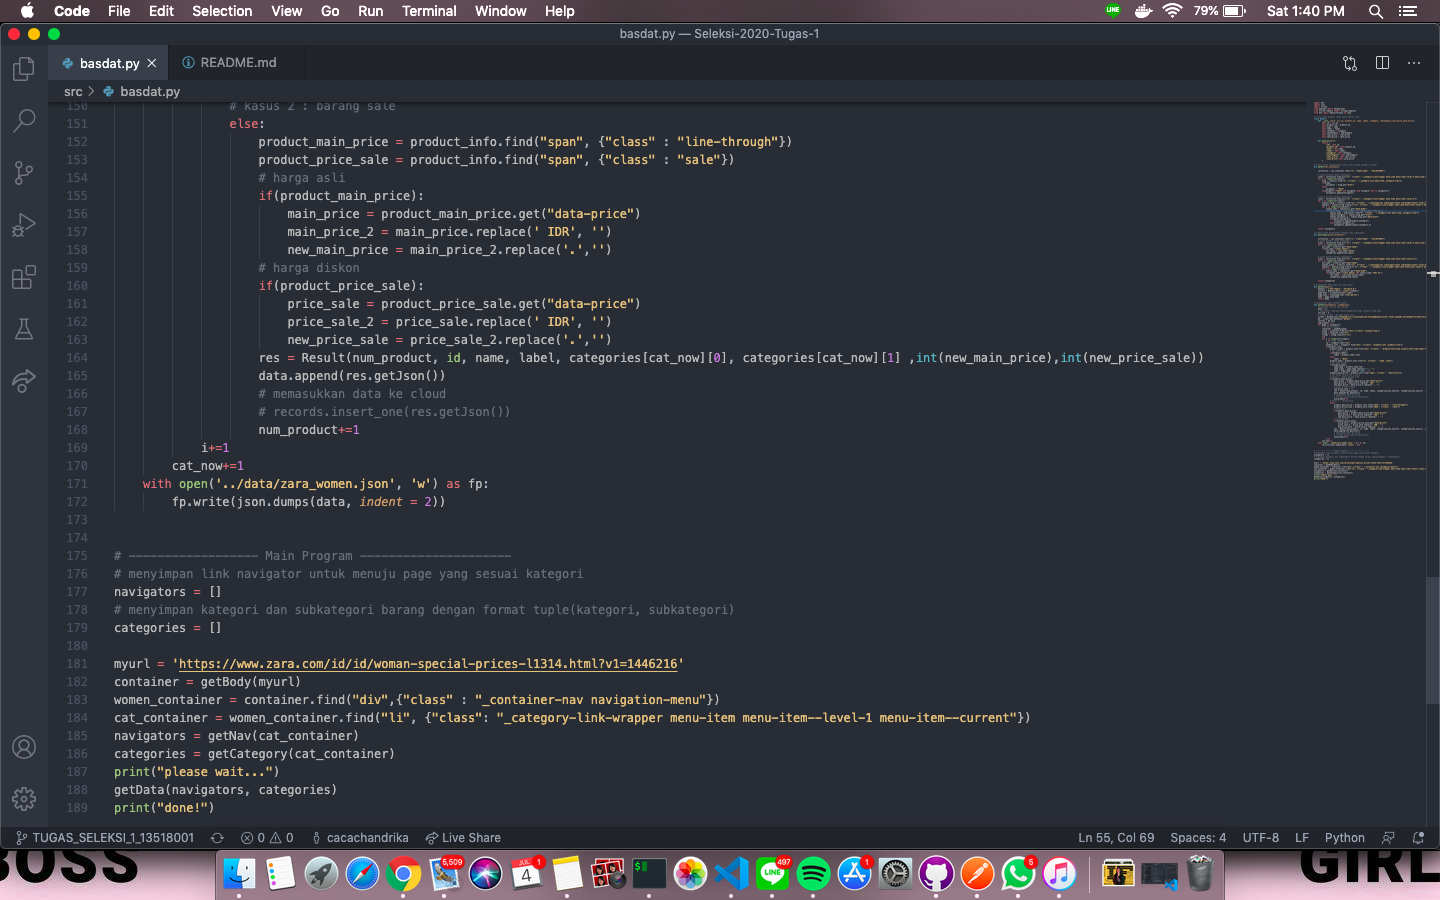 Code File Edit Selection View Go Run Terminal Window Help LINE 79% Sat 1:40 PM
basdat.py — Seleksi-2020-Tugas-1
basdat.py README.md
src > basdat.py
150 # kasus 2 : barang sale
151 else:
152 product_main_price = product_info.find("span", {"class" : "line-through"})
153 product_price_sale = product_info.find("span", {"class" : "sale"})
154 # harga asli
155 if(product_main_price):
156 main_price = product_main_price.get("data-price")
157 main_price_2 = main_price.replace(' IDR', '')
158 new_main_price = main_price_2.replace('.','')
159 # harga diskon
160 if(product_price_sale):
161 price_sale = product_price_sale.get("data-price")
162 price_sale_2 = price_sale.replace(' IDR', '')
163 new_price_sale = price_sale_2.replace('.','')
164 res = Result(num_product, id, name, label, categories[cat_now][0], categories[cat_now][1] ,int(new_main_price),int(new_price_sale))
165 data.append(res.getJson())
166 # memasukkan data ke cloud
167 # records.insert_one(res.getJson())
168 num_product+=1
169 i+=1
170 cat_now+=1
171 with open('../data/zara_women.json', 'w') as fp:
172 fp.write(json.dumps(data, indent = 2))
173
174
175 # ------------------ Main Program ---------------------
176 # menyimpan link navigator untuk menuju page yang sesuai kategori
177 navigators = []
178 # menyimpan kategori dan subkategori barang dengan format tuple(kategori, subkategori)
179 categories = []
180
181 myurl = 'https://www.zara.com/id/id/woman-special-prices-l1314.html?v1=1446216'
182 container = getBody(myurl)
183 women_container = container.find("div",{"class" : "_container-nav navigation-menu"})
184 cat_container = women_container.find("li", {"class": "_category-link-wrapper menu-item menu-item--level-1 menu-item--current"})
185 navigators = getNav(cat_container)
186 categories = getCategory(cat_container)
187 print("please wait...")
188 getData(navigators, categories)
189 print("done!")
TUGAS_SELEKSI_1_13518001 0 0 cacachandrika Live Share Ln 55, Col 69 Spaces: 4 UTF-8 LF Python
BOSS GIRL
5,509 JUL 4 1 LINE 497 1 5